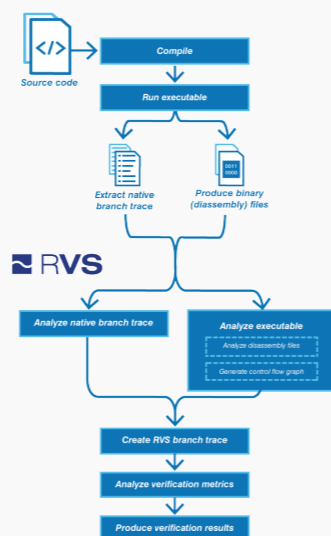 </>
Source code
Compile
Run executable
Extract native
branch trace
0011
0000
Produce binary
(diassembly) files
RVS
Analyze native branch trace
Analyze executable
Analyze disassembly files
Generate control flow graph
Create RVS branch trace
Analyze verification metrics
Produce verification results